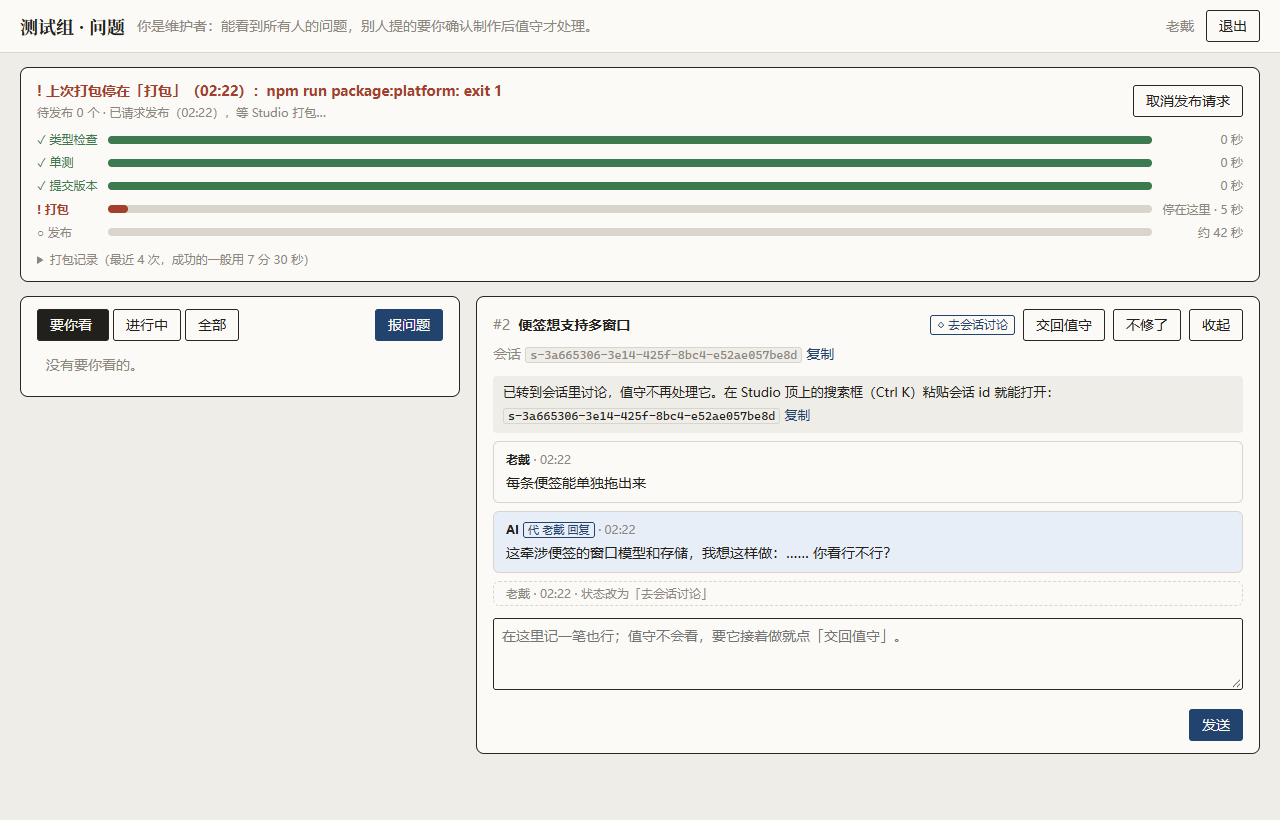 测试组 · 问题 你是维护者：能看到所有人的问题，别人提的要你确认制作后值守才处理。 老戴 退出
! 上次打包停在「打包」（02:22）：npm run package:platform: exit 1
待发布 0 个 · 已请求发布（02:22），等 Studio 打包…
取消发布请求
✓ 类型检查 0 秒
✓ 单测 0 秒
✓ 提交版本 0 秒
! 打包 停在这里 · 5 秒
○ 发布 约 42 秒
▶ 打包记录（最近 4 次，成功的一般用 7 分 30 秒）
要你看 进行中 全部 报问题
没有要你看的。
#2 便签想支持多窗口 ⋄ 去会话讨论 交回值守 不修了 收起
会话 s-3a665306-3e14-425f-8bc4-e52ae057be8d 复制
已转到会话里讨论，值守不再处理它。在 Studio 顶上的搜索框（Ctrl K）粘贴会话 id 就能打开：
s-3a665306-3e14-425f-8bc4-e52ae057be8d 复制
老戴 · 02:22
每条便签能单独拖出来
AI 代 老戴 回复 · 02:22
这牵涉便签的窗口模型和存储，我想这样做：…… 你看行不行？
老戴 · 02:22 · 状态改为「去会话讨论」
在这里记一笔也行；值守不会看，要它接着做就点「交回值守」。
发送